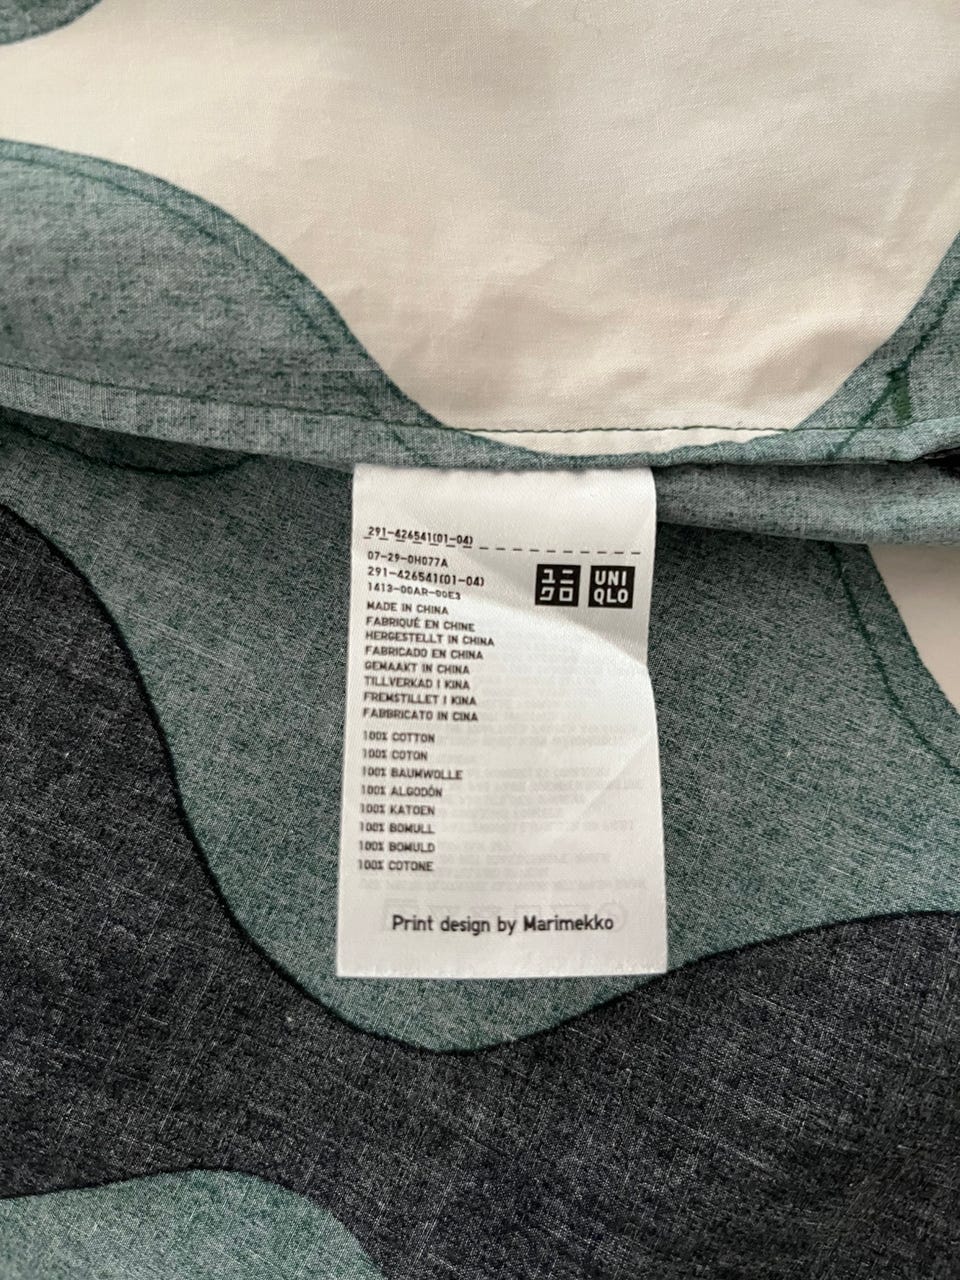 291-426541(01-04)
07-29-0H077A
291-426541(01-04)
1413-00AR-00E3
ユニ
クロ
UNI
QLO
MADE IN CHINA
FABRIQUÉ EN CHINE
HERGESTELLT IN CHINA
FABRICADO EN CHINA
GEMAAKT IN CHINA
TILLVERKAD I KINA
FREMSTILLET I KINA
FABBRICATO IN CINA
100% COTTON
100% COTON
100% BAUMWOLLE
100% ALGODÓN
100% KATOEN
100% BOMULL
100% BOMULD
100% COTONE
Print design by Marimekko